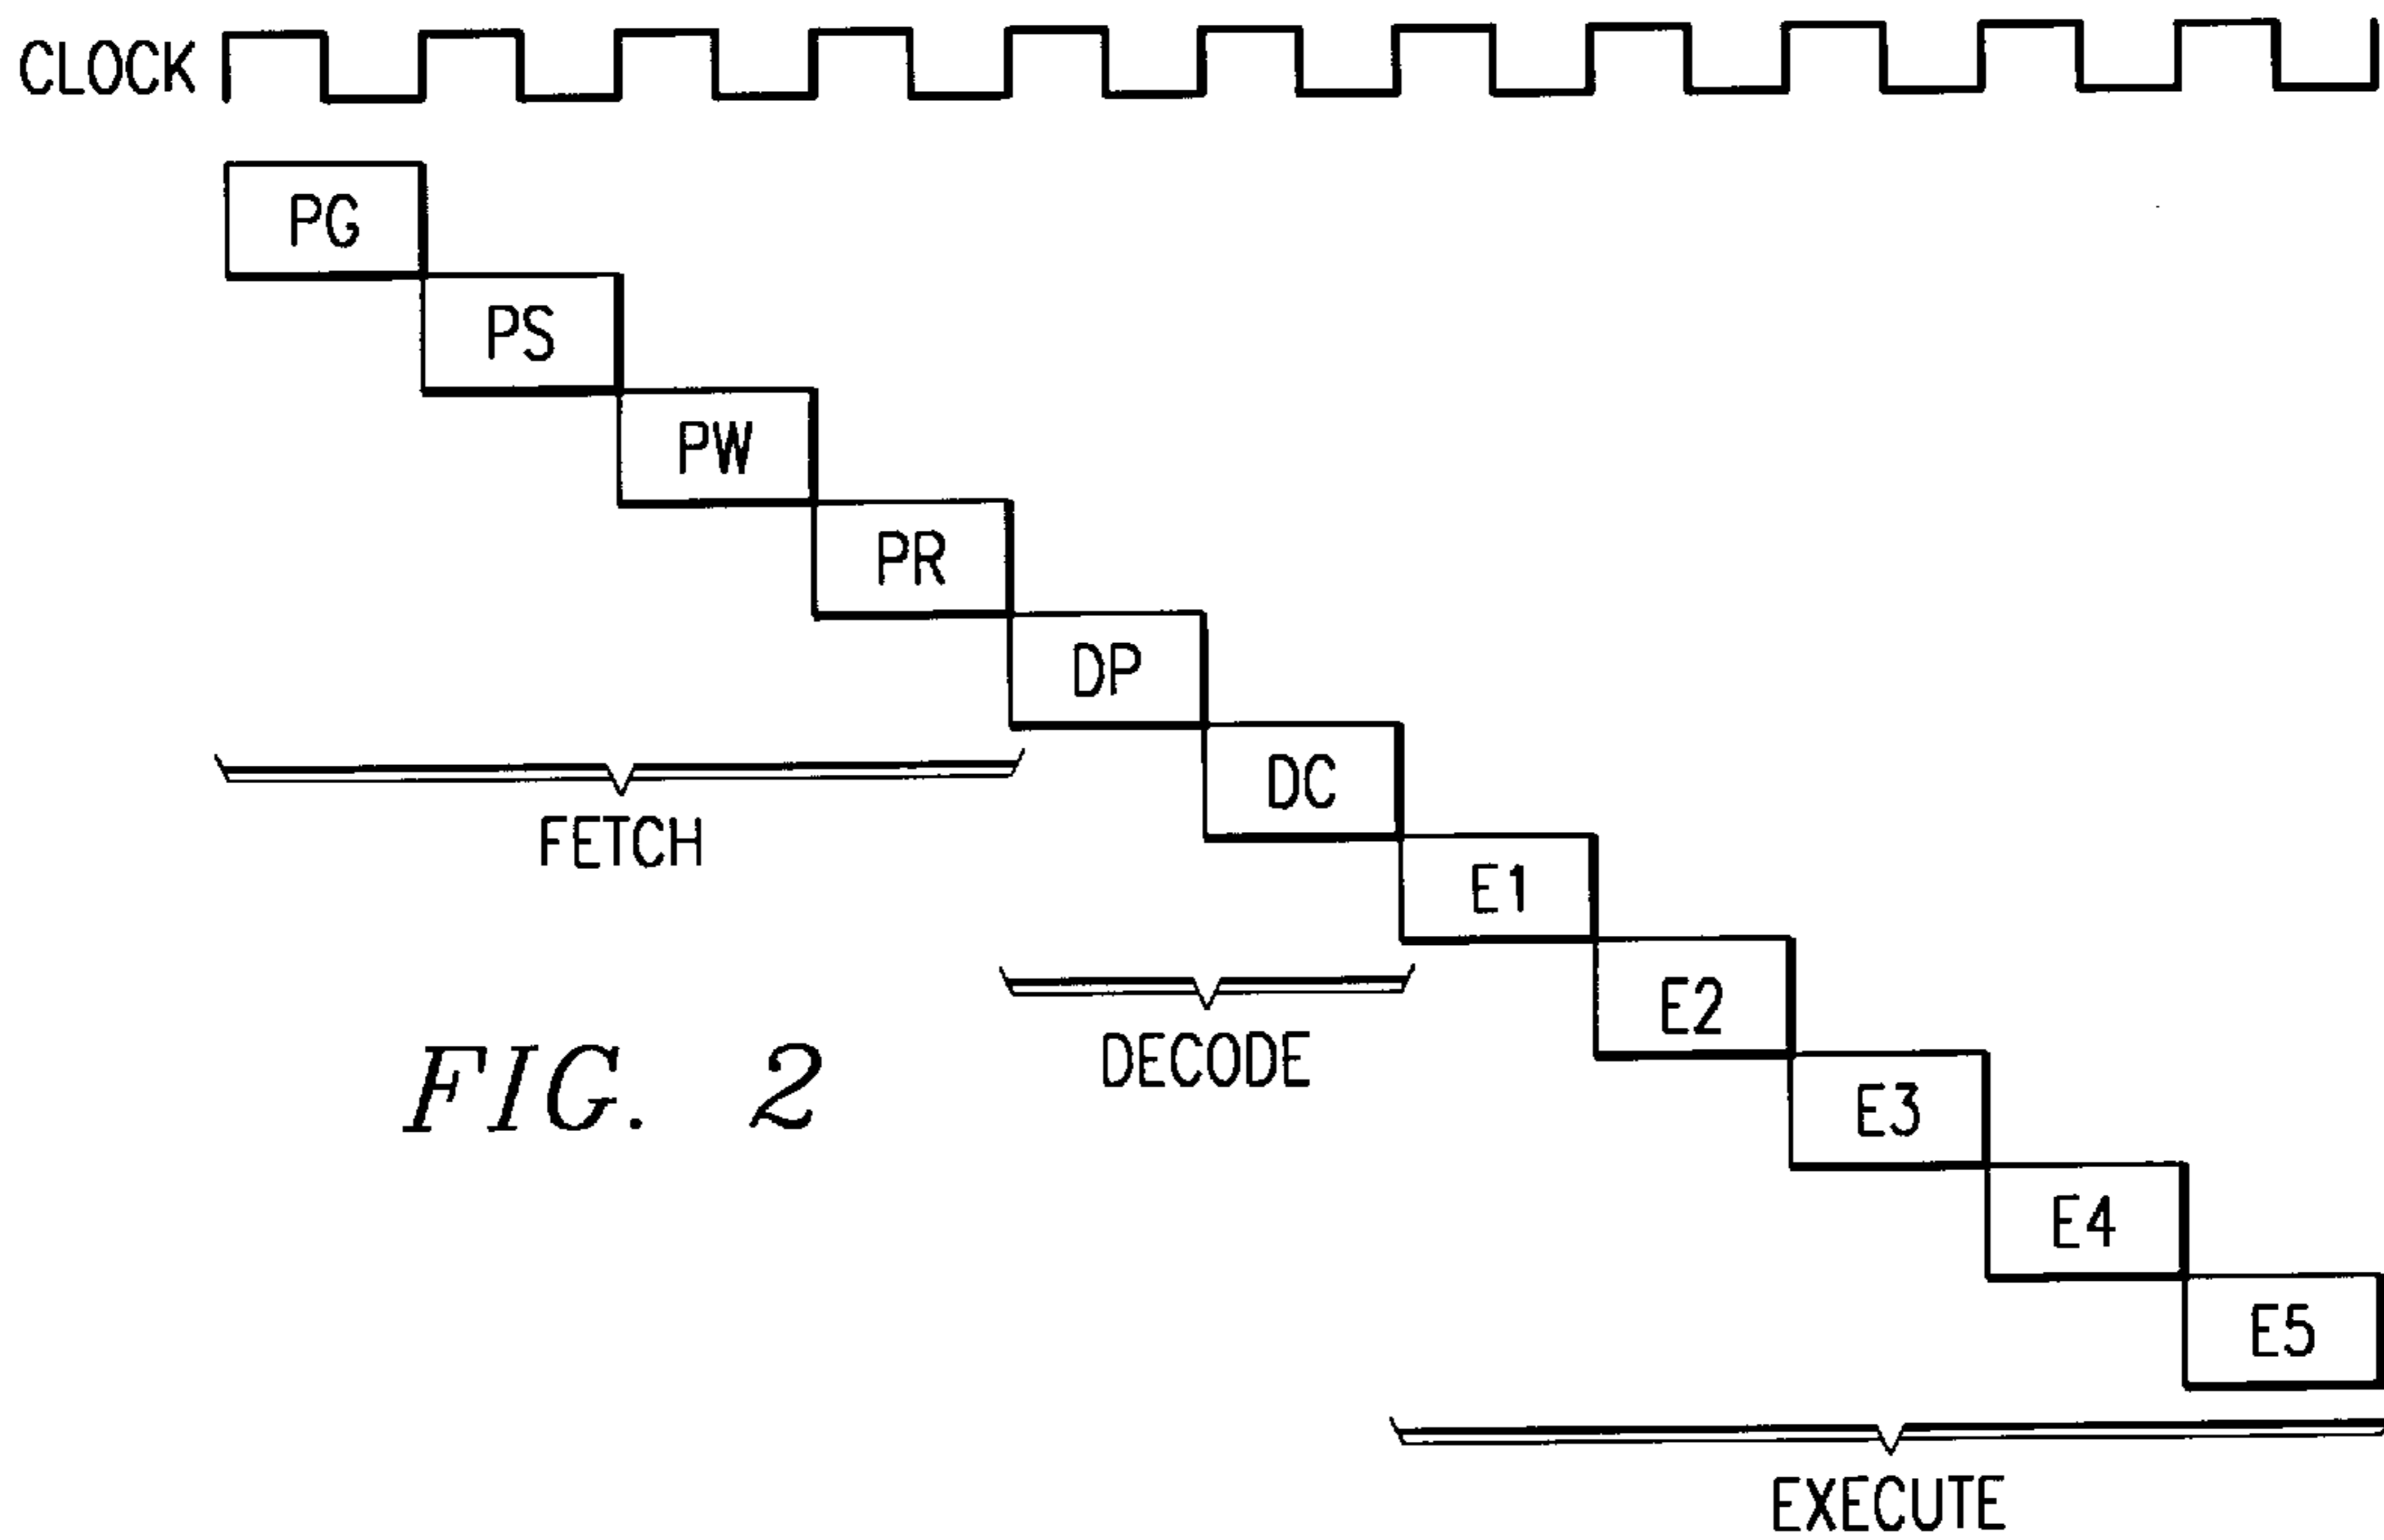 CLOCK
PG
PS
PW
PR
DP
DC
FETCH
E1
E2
DECODE
FIG. 2
E3
E4
E5
EXECUTE